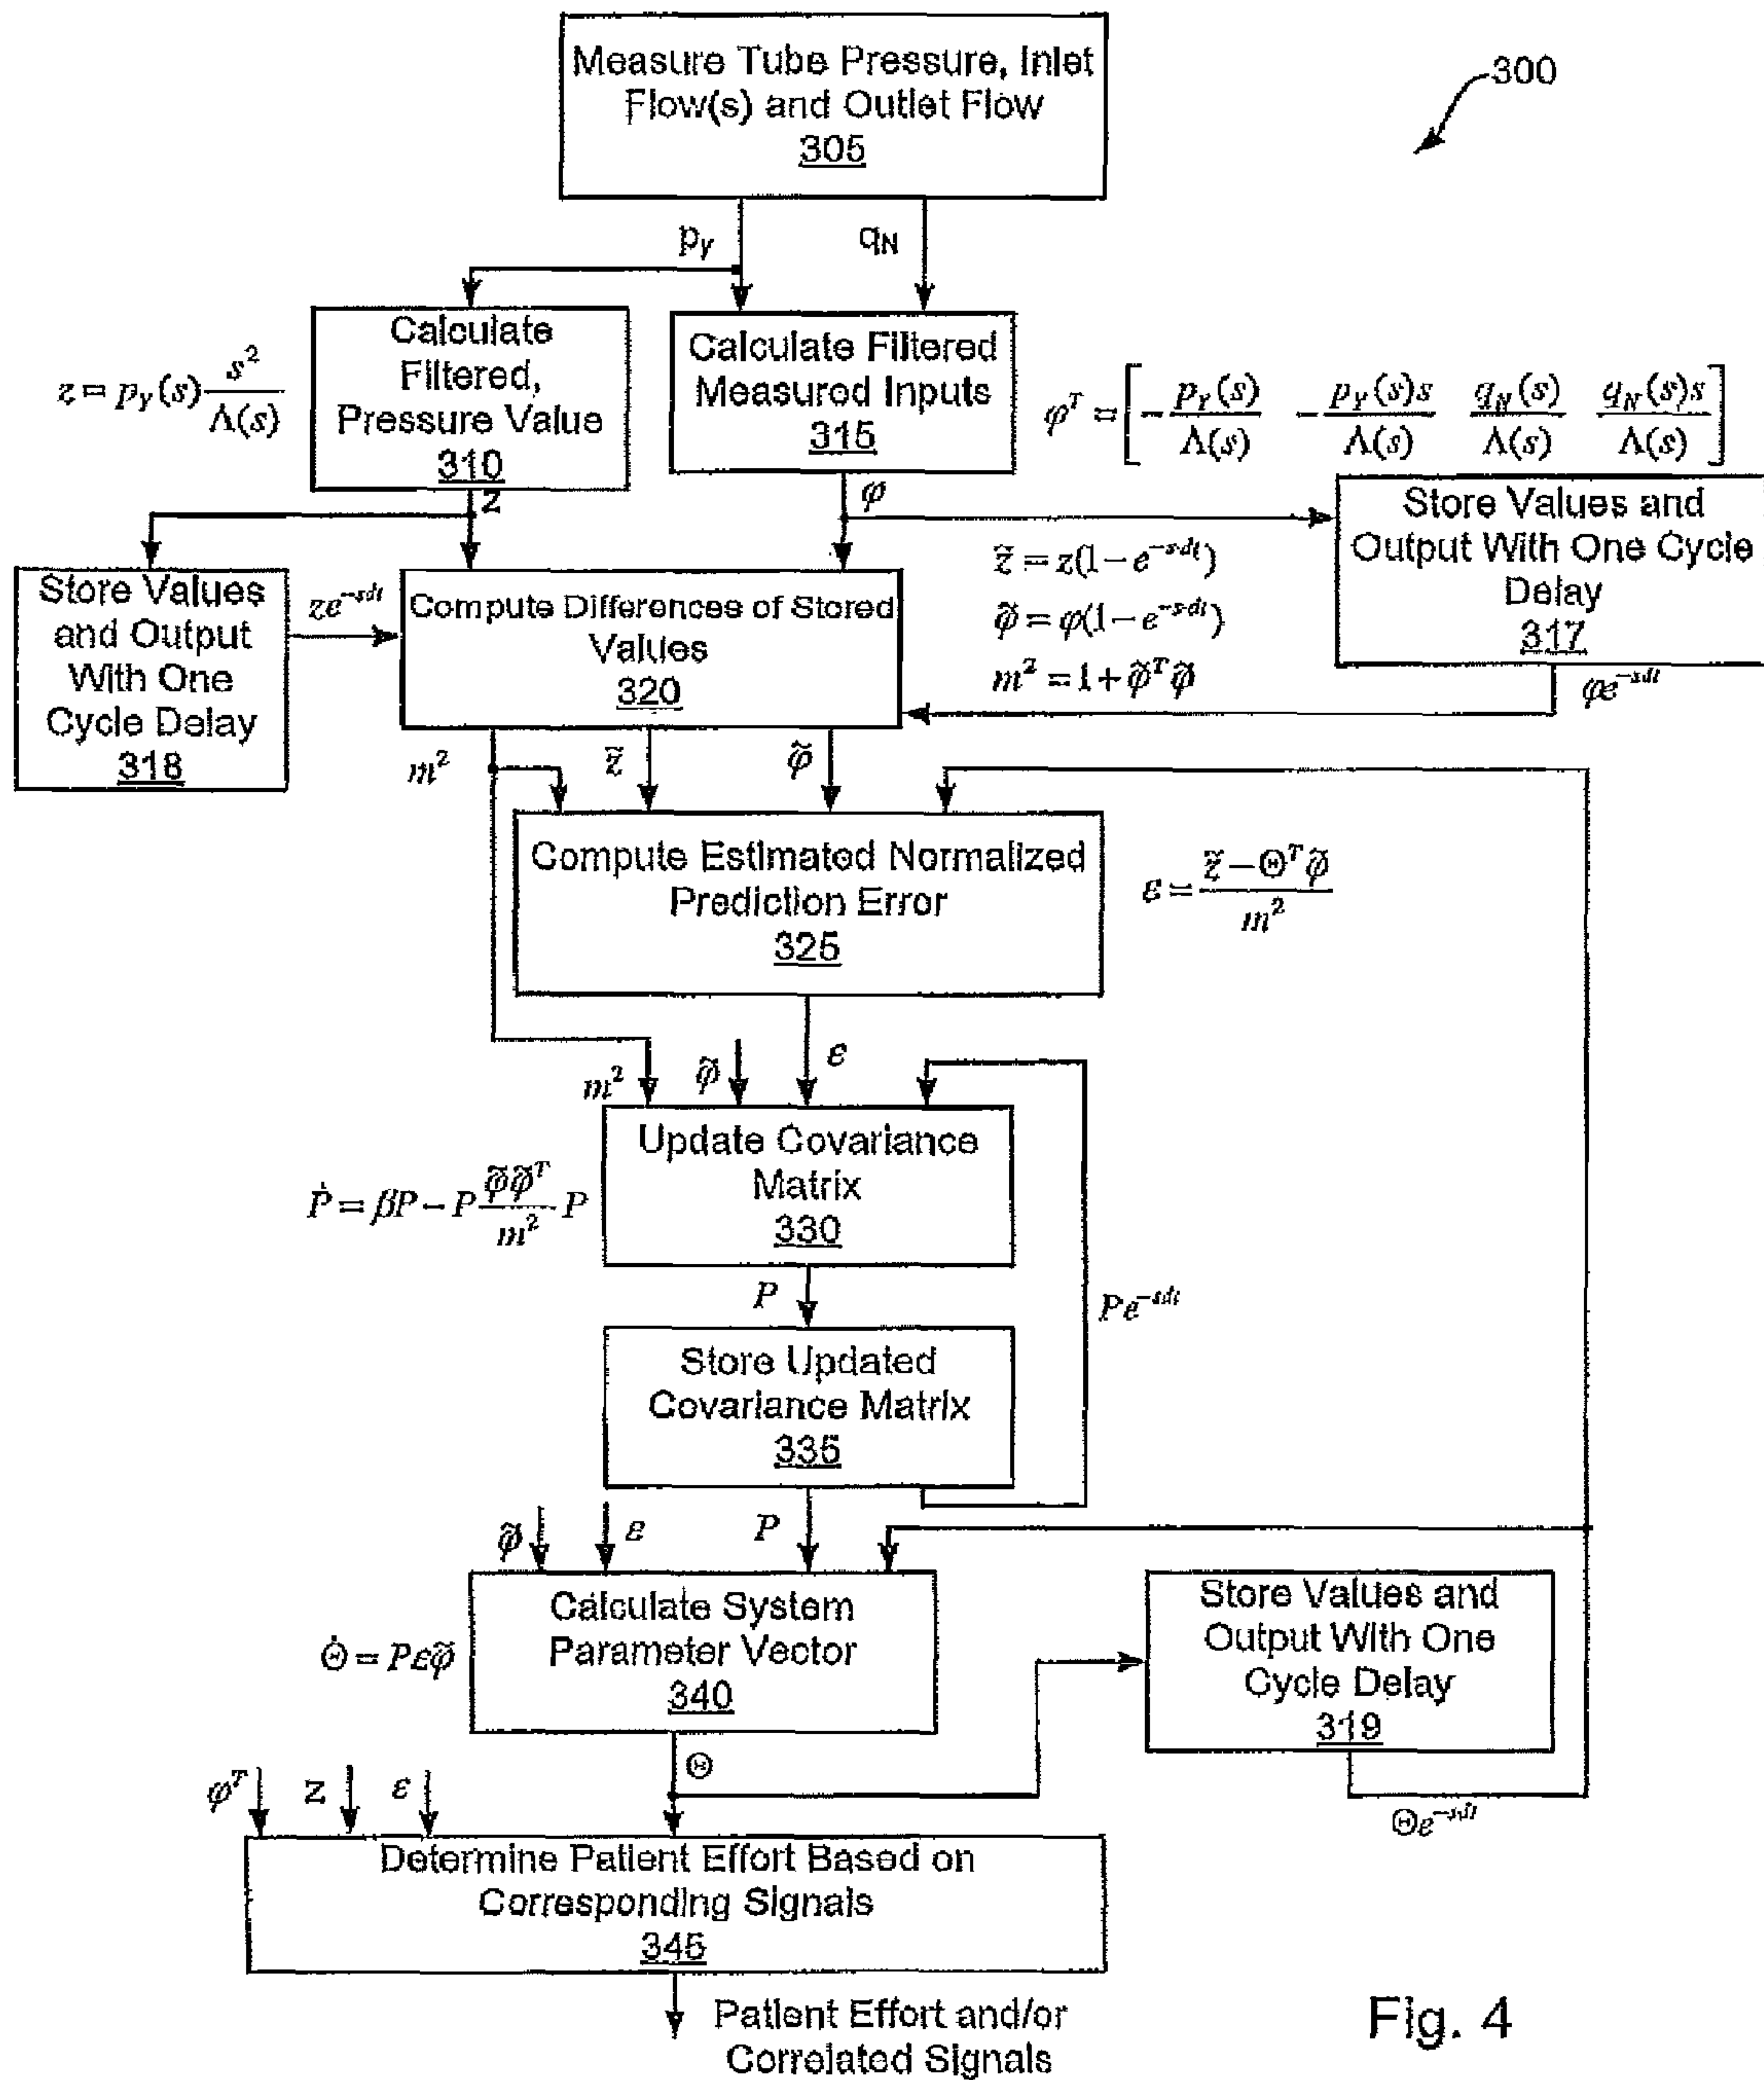 Measure Tube Pressure, Inlet
Flow(s) and Outlet Flow
305
300
p_Y
q_N
Calculate
Filtered,
Pressure Value
310
z = p_Y(s) s²/Λ(s)
Calculate Filtered
Measured Inputs
315
φ^T = [ -p_Y(s)/Λ(s) -p_Y(s)s/Λ(s) q_N(s)/Λ(s) q_N(s)s/Λ(s) ]
z
φ
Store Values and
Output With One Cycle
Delay
317
φe^{-sdt}
Store Values
and Output
With One
Cycle Delay
318
ze^{-sdt}
Compute Differences of Stored
Values
320
z̃ = z(1-e^{-s·dt})
φ̃ = φ(1-e^{-s·dt})
m² = 1+φ̃^T φ̃
m²
z̃
φ̃
Compute Estimated Normalized
Prediction Error
325
ε = (z̃ - Θ^T φ̃)/m²
m²
φ̃
ε
Update Covariance
Matrix
330
Ṗ = βP - P (φ̃φ̃^T/m²) P
P
Pe^{-sdt}
Store Updated
Covariance Matrix
335
φ̃
ε
P
Calculate System
Parameter Vector
340
Θ̇ = Pεφ̃
Store Values and
Output With One
Cycle Delay
319
Θ
Θe^{-sdt}
φ^T
z
ε
Determine Patient Effort Based on
Corresponding Signals
345
Patient Effort and/or
Correlated Signals
Fig. 4